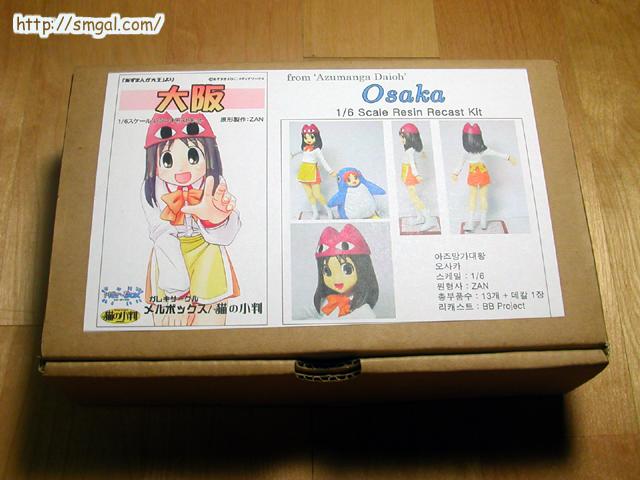 http://smgal.com/
「あずまんが大王」より
大阪
1/6スケール
原形製作：ZAN
ガレキサークル
メルボックス/猫の小判
猫の小判
from 'Azumanga Daioh'
Osaka
1/6 Scale Resin Recast Kit
아즈망가대왕
오사카
스케일 : 1/6
원형사 : ZAN
총부품수 : 13개 + 데칼 1장
리캐스트 : BB Project